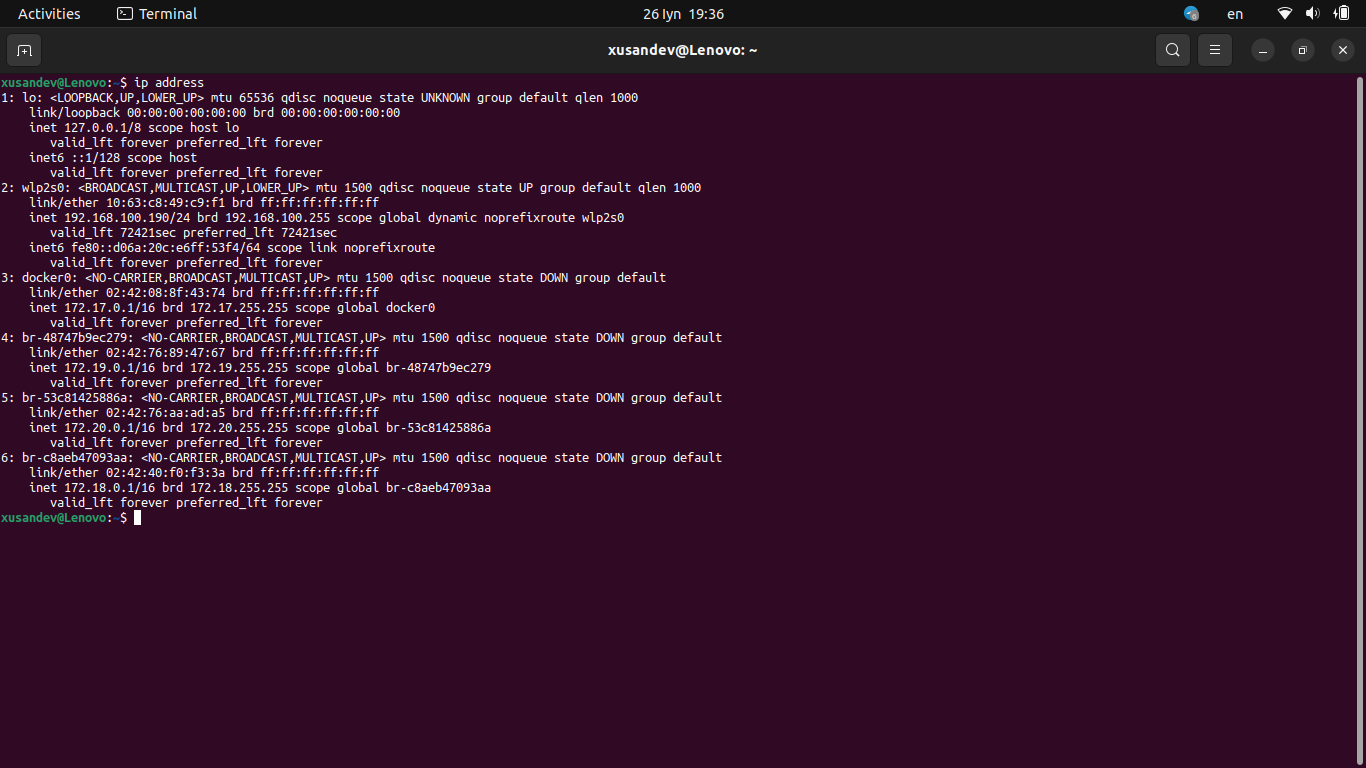 Activities Terminal 26 Iyn 19:36 en
xusandev@Lenovo: ~
xusandev@Lenovo:~$ ip address
1: lo: <LOOPBACK,UP,LOWER_UP> mtu 65536 qdisc noqueue state UNKNOWN group default qlen 1000
    link/loopback 00:00:00:00:00:00 brd 00:00:00:00:00:00
    inet 127.0.0.1/8 scope host lo
       valid_lft forever preferred_lft forever
    inet6 ::1/128 scope host
       valid_lft forever preferred_lft forever
2: wlp2s0: <BROADCAST,MULTICAST,UP,LOWER_UP> mtu 1500 qdisc noqueue state UP group default qlen 1000
    link/ether 10:63:c8:49:c9:f1 brd ff:ff:ff:ff:ff:ff
    inet 192.168.100.190/24 brd 192.168.100.255 scope global dynamic noprefixroute wlp2s0
       valid_lft 72421sec preferred_lft 72421sec
    inet6 fe80::d06a:20c:e6ff:53f4/64 scope link noprefixroute
       valid_lft forever preferred_lft forever
3: docker0: <NO-CARRIER,BROADCAST,MULTICAST,UP> mtu 1500 qdisc noqueue state DOWN group default
    link/ether 02:42:08:8f:43:74 brd ff:ff:ff:ff:ff:ff
    inet 172.17.0.1/16 brd 172.17.255.255 scope global docker0
       valid_lft forever preferred_lft forever
4: br-48747b9ec279: <NO-CARRIER,BROADCAST,MULTICAST,UP> mtu 1500 qdisc noqueue state DOWN group default
    link/ether 02:42:76:89:47:67 brd ff:ff:ff:ff:ff:ff
    inet 172.19.0.1/16 brd 172.19.255.255 scope global br-48747b9ec279
       valid_lft forever preferred_lft forever
5: br-53c81425886a: <NO-CARRIER,BROADCAST,MULTICAST,UP> mtu 1500 qdisc noqueue state DOWN group default
    link/ether 02:42:76:aa:ad:a5 brd ff:ff:ff:ff:ff:ff
    inet 172.20.0.1/16 brd 172.20.255.255 scope global br-53c81425886a
       valid_lft forever preferred_lft forever
6: br-c8aeb47093aa: <NO-CARRIER,BROADCAST,MULTICAST,UP> mtu 1500 qdisc noqueue state DOWN group default
    link/ether 02:42:40:f0:f3:3a brd ff:ff:ff:ff:ff:ff
    inet 172.18.0.1/16 brd 172.18.255.255 scope global br-c8aeb47093aa
       valid_lft forever preferred_lft forever
xusandev@Lenovo:~$